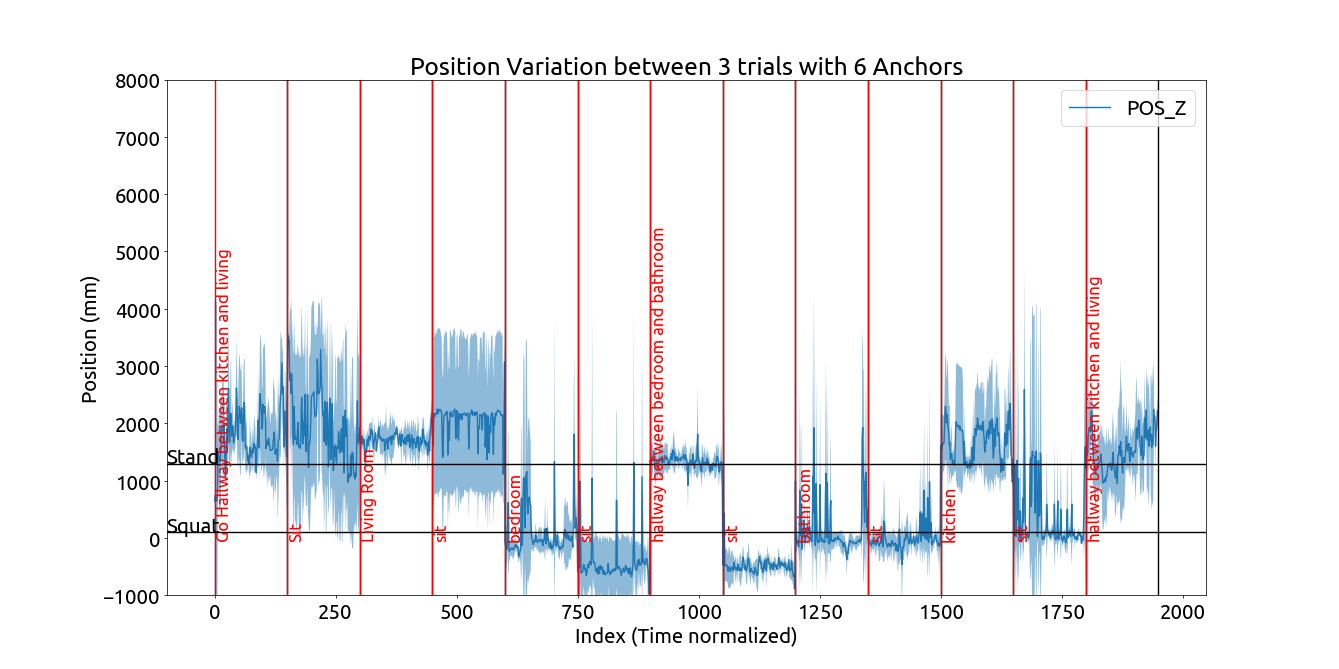 Position Variation between 3 trials with 6 Anchors
POS_Z
8000
7000
6000
5000
4000
3000
2000
1000
0
−1000
Position (mm)
Stand
Squat
Go Hallway between kitchen and living
Sit
Living Room
sit
bedroom
sit
hallway between bedroom and bathroom
sit
bathroom
sit
kitchen
sit
hallway between kitchen and living
0
250
500
750
1000
1250
1500
1750
2000
Index (Time normalized)